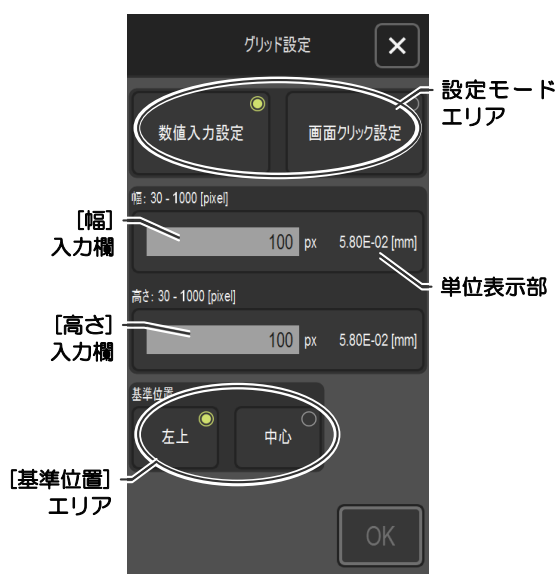 グリッド設定
設定モード
エリア
数値入力設定
画面クリック設定
幅: 30 - 1000 [pixel]
[幅]
入力欄
100 px 5.80E-02 [mm]
単位表示部
高さ: 30 - 1000 [pixel]
[高さ]
入力欄
100 px 5.80E-02 [mm]
基準位置
左上
中心
[基準位置]
エリア
OK